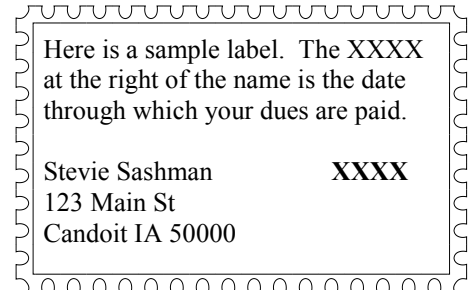 Here is a sample label.  The XXXX
at the right of the name is the date
through which your dues are paid.
Stevie Sashman XXXX
123 Main St
Candoit IA 50000